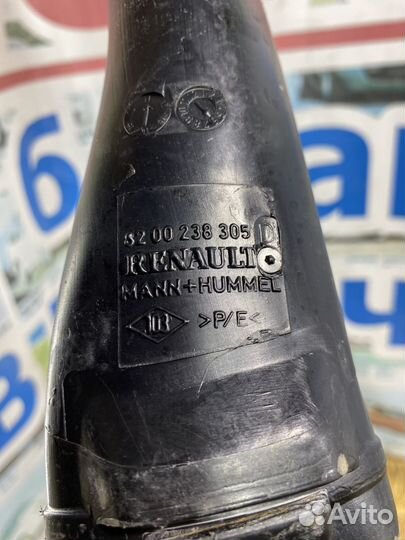 8200 238 305 D
RENAULT
MANN+HUMMEL
>P/E<
Avito